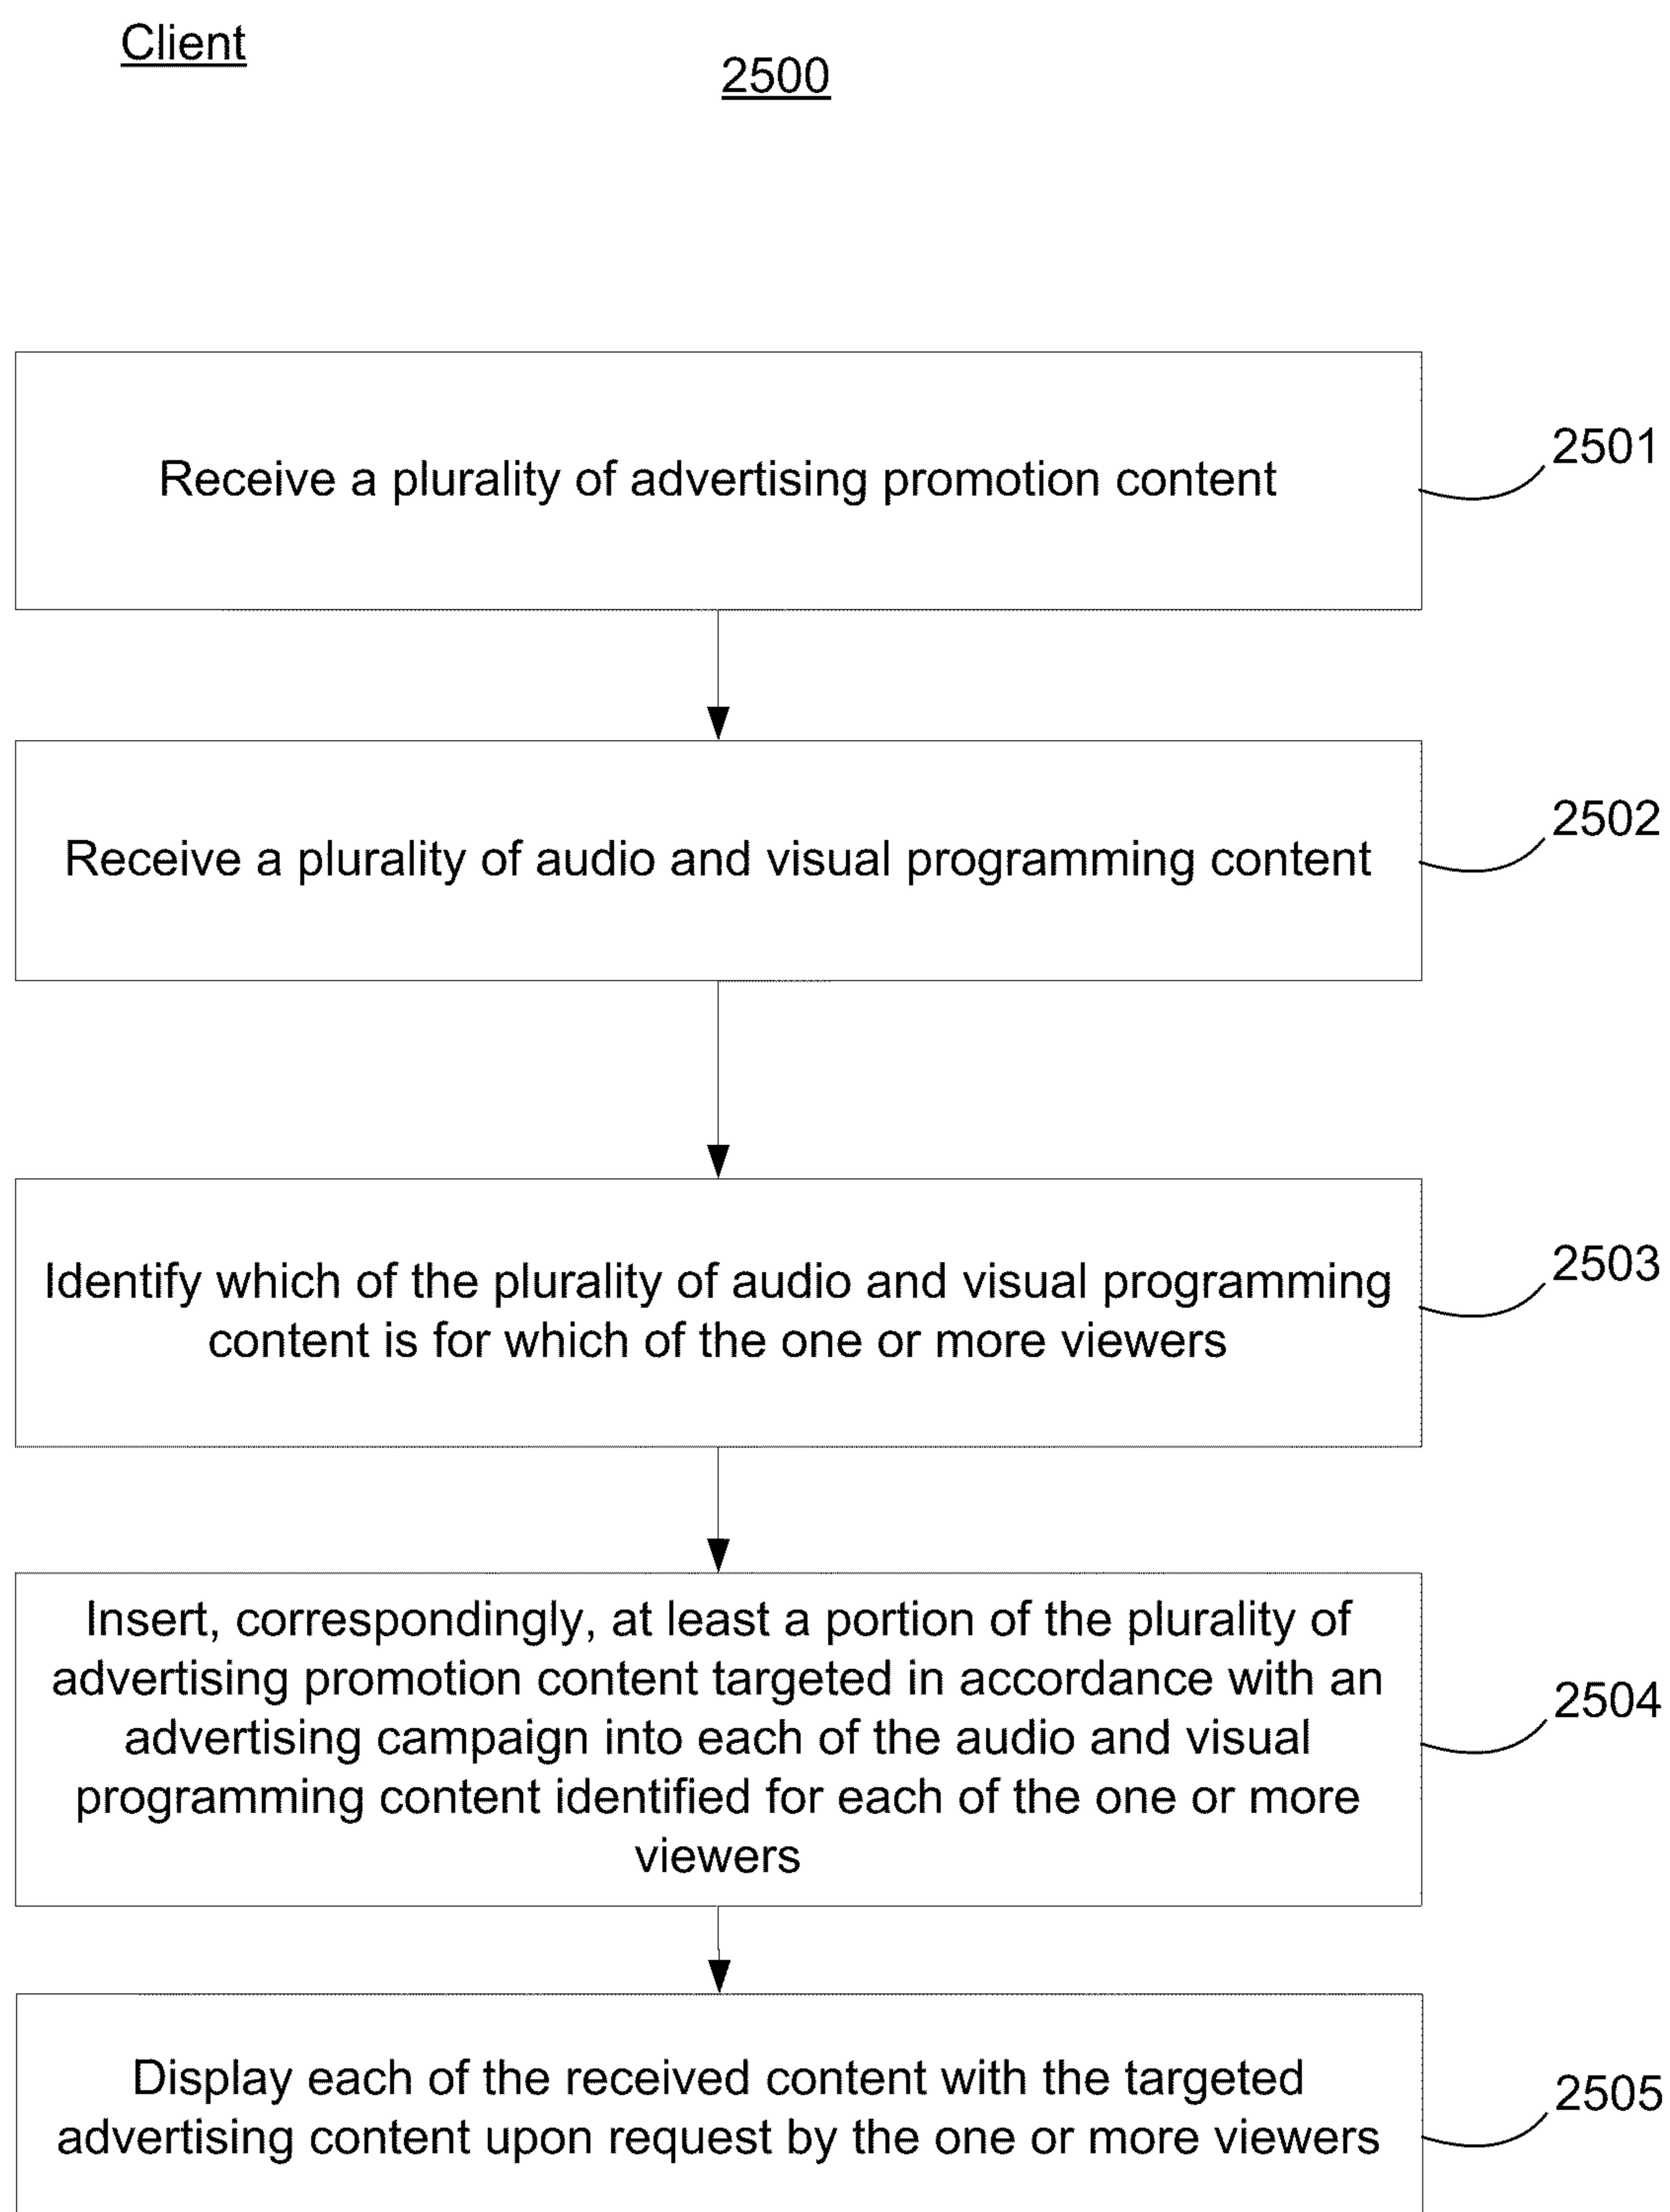 Client
2500
Receive a plurality of advertising promotion content
2501
Receive a plurality of audio and visual programming content
2502
Identify which of the plurality of audio and visual programming
content is for which of the one or more viewers
2503
Insert, correspondingly, at least a portion of the plurality of
advertising promotion content targeted in accordance with an
advertising campaign into each of the audio and visual
programming content identified for each of the one or more
viewers
2504
Display each of the received content with the targeted
advertising content upon request by the one or more viewers
2505